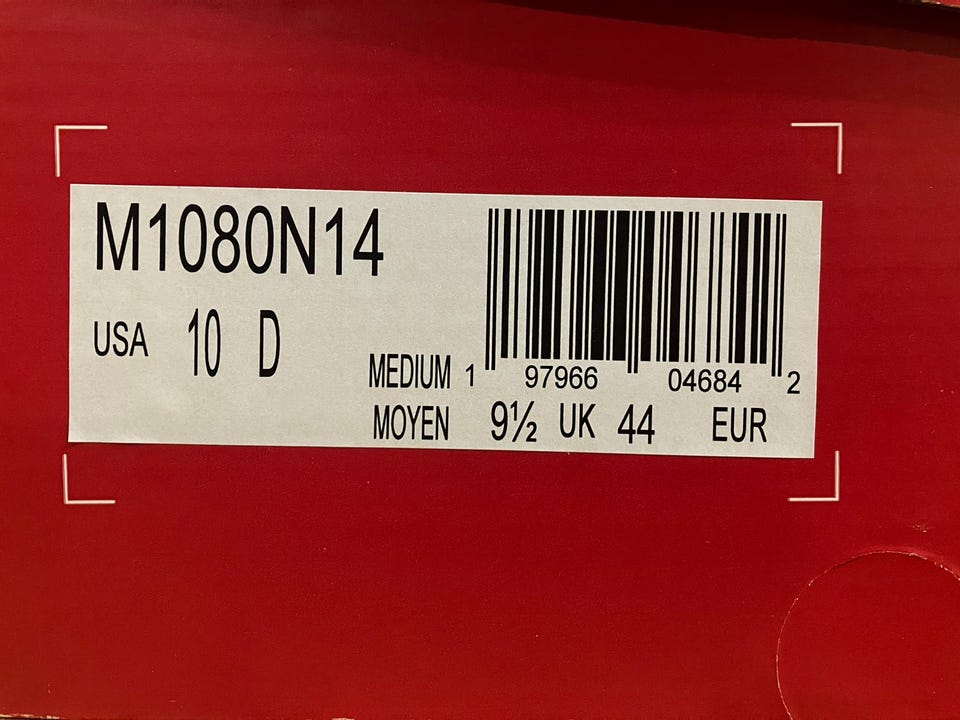 M1080N14
USA 10 D
MEDIUM 1 97966 04684 2
MOYEN 9½ UK 44 EUR